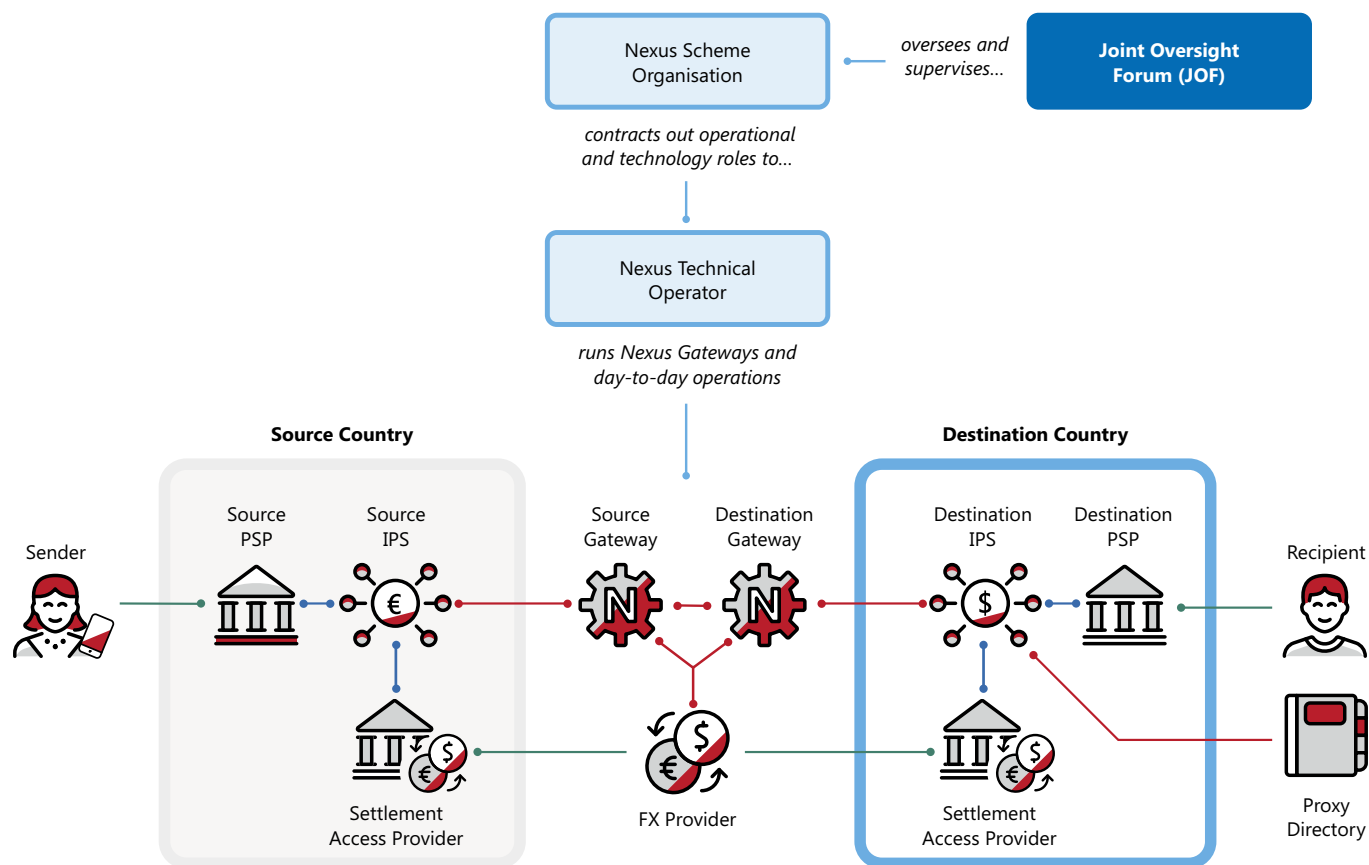 Nexus Scheme
Organisation
oversees and
supervises...
Joint Oversight
Forum (JOF)
contracts out operational
and technology roles to...
Nexus Technical
Operator
runs Nexus Gateways and
day-to-day operations
Source Country
Destination Country
Sender
Source
PSP
Source
IPS
€
Source
Gateway
N
Destination
Gateway
N
Destination
IPS
$
Destination
PSP
Recipient
$
€
Settlement
Access Provider
$
€
FX Provider
$
€
Settlement
Access Provider
Proxy
Directory